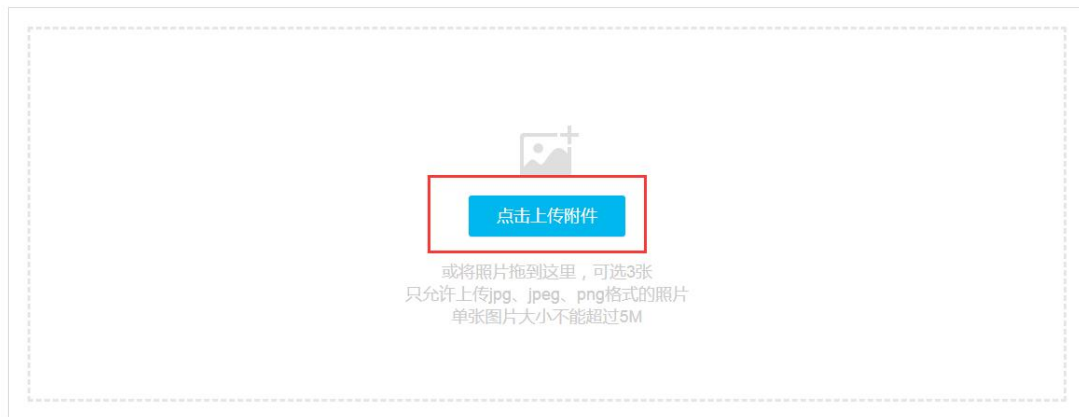 点击上传附件
或将照片拖到这里，可选3张
只允许上传jpg、jpeg、png格式的照片
单张图片大小不能超过5M